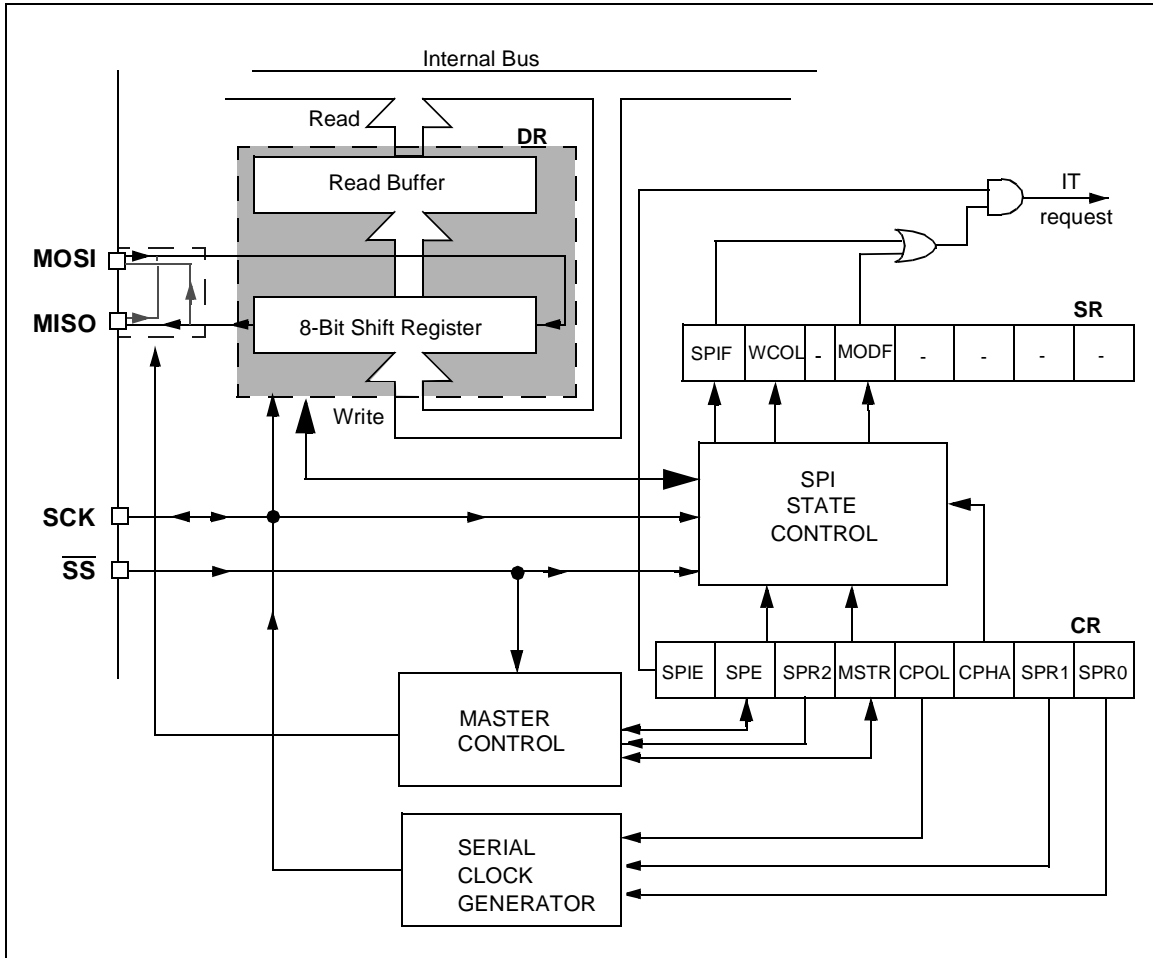 Internal Bus
Read
DR
Read Buffer
IT
request
MOSI
MISO
8-Bit Shift Register
SR
SPIF WCOL - MODF - - - -
Write
SPI
STATE
CONTROL
SCK
SS
CR
SPIE SPE SPR2 MSTR CPOL CPHA SPR1 SPR0
MASTER
CONTROL
SERIAL
CLOCK
GENERATOR